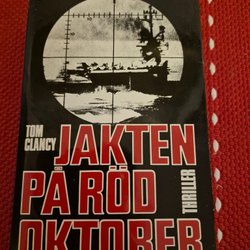 TOM
CLANCY
JAKTEN
PÅ RÖD
OKTOBER
THRILLER